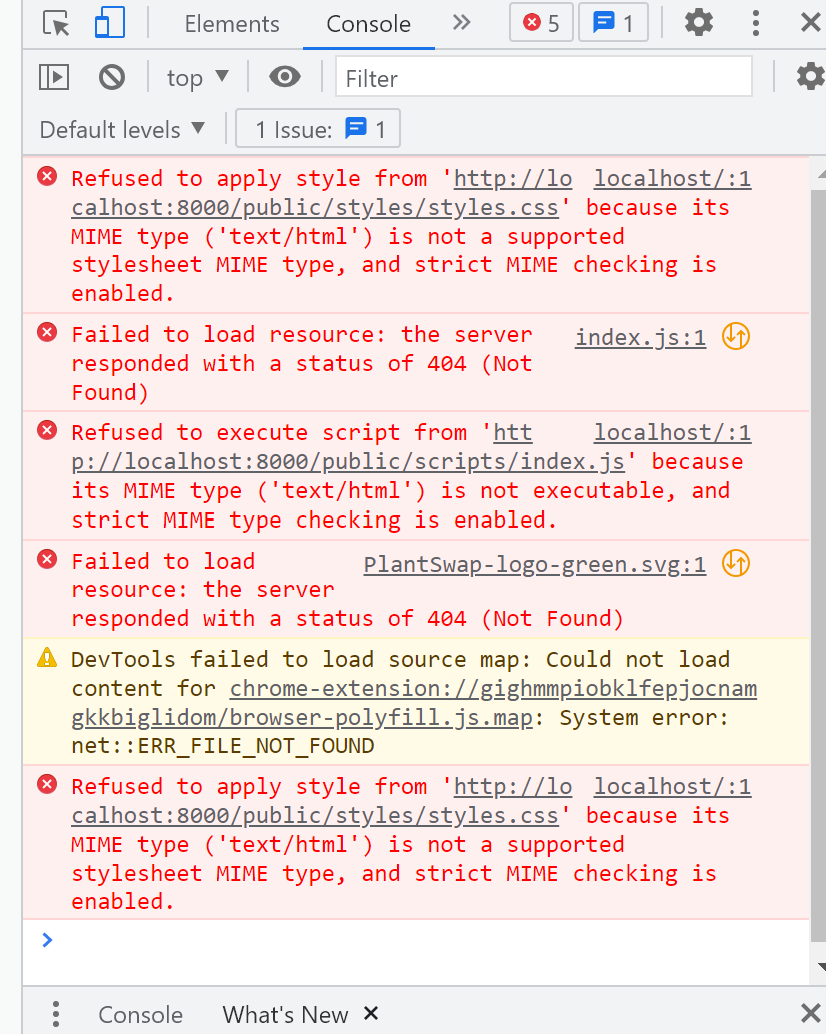 Elements Console 5 1
top Filter
Default levels 1 Issue: 1
Refused to apply style from 'http://lo localhost/:1
calhost:8000/public/styles/styles.css' because its
MIME type ('text/html') is not a supported
stylesheet MIME type, and strict MIME checking is
enabled.
Failed to load resource: the server index.js:1
responded with a status of 404 (Not
Found)
Refused to execute script from 'htt localhost/:1
p://localhost:8000/public/scripts/index.js' because
its MIME type ('text/html') is not executable, and
strict MIME type checking is enabled.
Failed to load PlantSwap-logo-green.svg:1
resource: the server
responded with a status of 404 (Not Found)
DevTools failed to load source map: Could not load
content for chrome-extension://gighmmpiobklfepjocnam
gkkbiglidom/browser-polyfill.js.map: System error:
net::ERR_FILE_NOT_FOUND
Refused to apply style from 'http://lo localhost/:1
calhost:8000/public/styles/styles.css' because its
MIME type ('text/html') is not a supported
stylesheet MIME type, and strict MIME checking is
enabled.
Console What's New